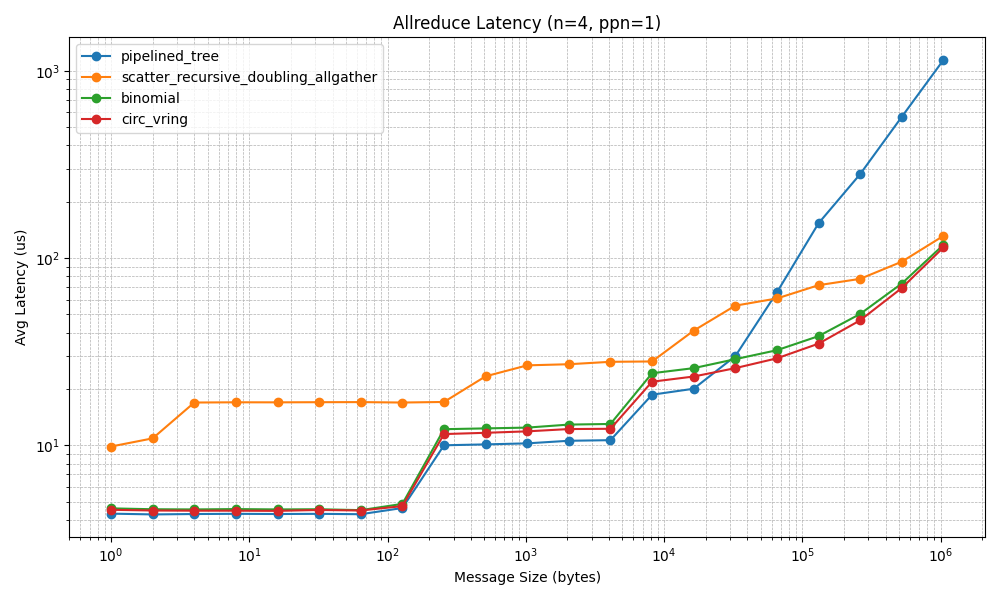 Allreduce Latency (n=4, ppn=1)
pipelined_tree
scatter_recursive_doubling_allgather
binomial
circ_vring
Avg Latency (us)
10³
10²
10¹
10⁰ 10¹ 10² 10³ 10⁴ 10⁵ 10⁶
Message Size (bytes)